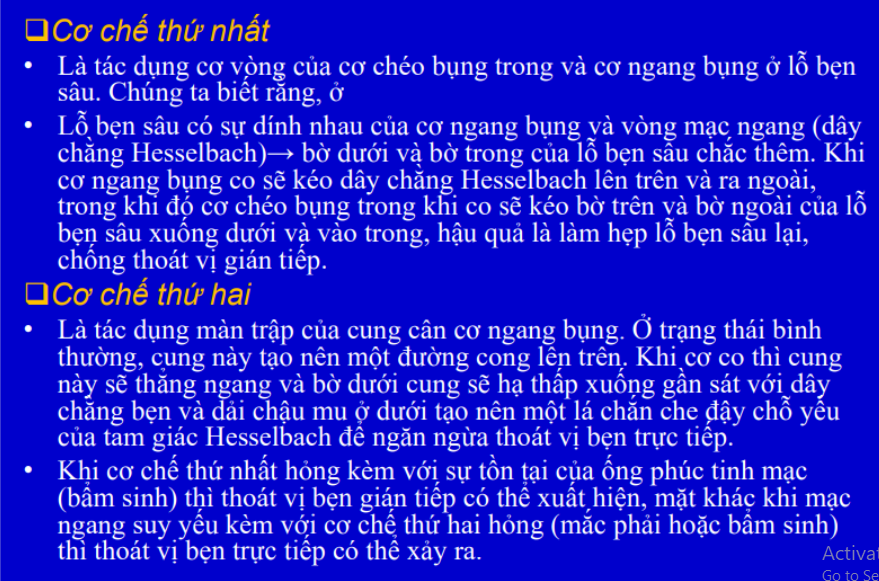 ❑Cơ chế thứ nhất
• Là tác dụng cơ vòng của cơ chéo bụng trong và cơ ngang bụng ở lỗ bẹn
sâu. Chúng ta biết rằng, ở
• Lỗ bẹn sâu có sự dính nhau của cơ ngang bụng và vòng mạc ngang (dây
chằng Hesselbach)→ bờ dưới và bờ trong của lỗ bẹn sâu chắc thêm. Khi
cơ ngang bụng co sẽ kéo dây chằng Hesselbach lên trên và ra ngoài,
trong khi đó cơ chéo bụng trong khi co sẽ kéo bờ trên và bờ ngoài của lỗ
bẹn sâu xuống dưới và vào trong, hậu quả là làm hẹp lỗ bẹn sâu lại,
chống thoát vị gián tiếp.
❑Cơ chế thứ hai
• Là tác dụng màn trập của cung cân cơ ngang bụng. Ở trạng thái bình
thường, cung này tạo nên một đường cong lên trên. Khi cơ co thì cung
này sẽ thẳng ngang và bờ dưới cung sẽ hạ thấp xuống gần sát với dây
chằng bẹn và dải chậu mu ở dưới tạo nên một lá chắn che đậy chỗ yếu
của tam giác Hesselbach để ngăn ngừa thoát vị bẹn trực tiếp.
• Khi cơ chế thứ nhất hỏng kèm với sự tồn tại của ống phúc tinh mạc
(bẩm sinh) thì thoát vị bẹn gián tiếp có thể xuất hiện, mặt khác khi mạc
ngang suy yếu kèm với cơ chế thứ hai hỏng (mắc phải hoặc bẩm sinh)
thì thoát vị bẹn trực tiếp có thể xảy ra.
Activat
Go to Se